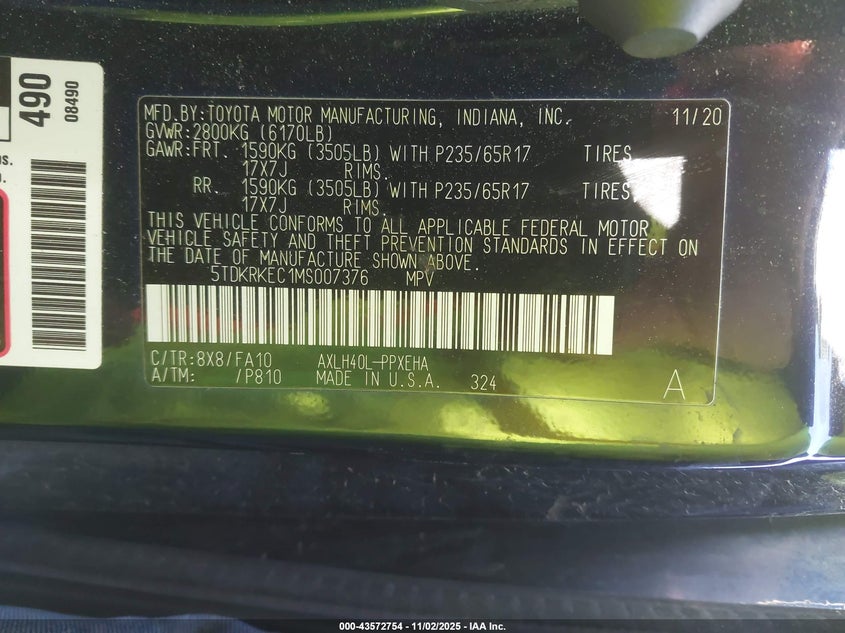 490
08490
os.
).
MFD.BY:TOYOTA MOTOR MANUFACTURING, INDIANA, INC. 11/20
GVWR:2800KG (6170LB)
GAWR:FRT. 1590KG (3505LB) WITH P235/65R17 TIRES
17X7J RIMS.
RR. 1590KG (3505LB) WITH P235/65R17 TIRES
17X7J RIMS.
THIS VEHICLE CONFORMS TO ALL APPLICABLE FEDERAL MOTOR
VEHICLE SAFETY AND THEFT PREVENTION STANDARDS IN EFFECT ON
THE DATE OF MANUFACTURE SHOWN ABOVE.
5TDKRKEC1MS007376 MPV
C/TR:8X8/FA10 AXLH40L-PPXEHA
A/TM: /P810 MADE IN U.S.A. 324 A
000-43572754 - 11/02/2025 - IAA Inc.